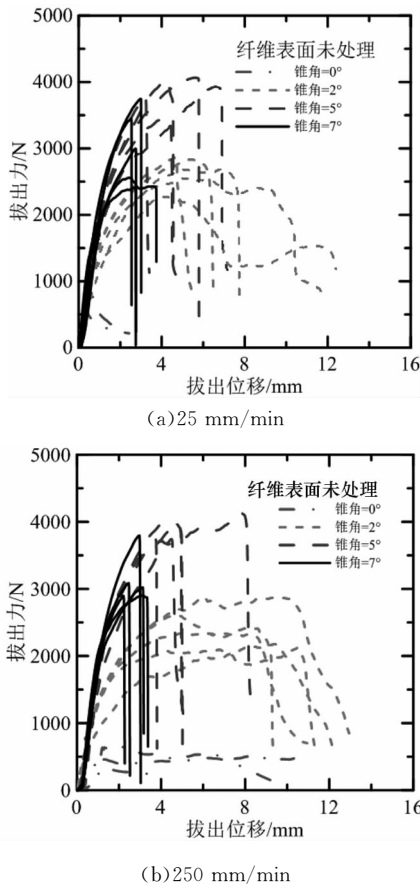 5000
4000
3000
2000
1000
0
拔出力/N
纤维表面未处理
锥角=0°
锥角=2°
锥角=5°
锥角=7°
0 4 8 12 16
拔出位移/mm
(a)25 mm/min
5000
4000
3000
2000
1000
0
拔出力/N
纤维表面未处理
锥角=0°
锥角=2°
锥角=5°
锥角=7°
0 4 8 12 16
拔出位移/mm
(b)250 mm/min